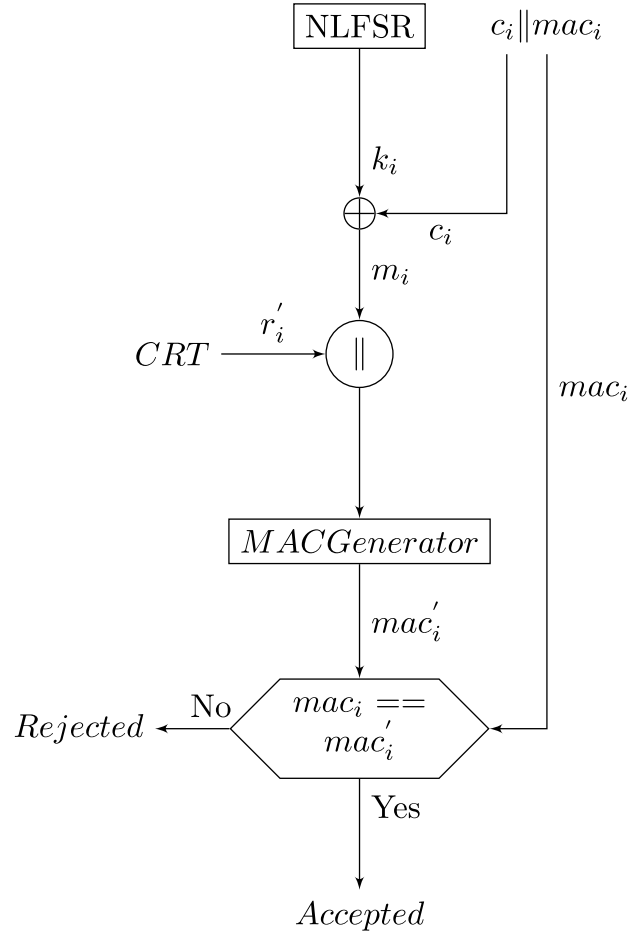 NLFSR
c_i‖mac_i
k_i
c_i
m_i
r_i'
CRT
‖
mac_i
MACGenerator
mac_i'
mac_i ==
mac_i'
No
Rejected
Yes
Accepted